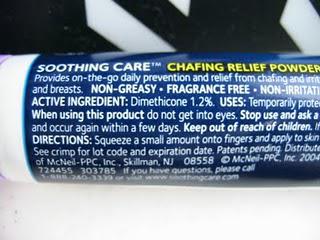 SOOTHING CARE™ CHAFING RELIEF POWDER
Provides on-the-go daily prevention and relief from chafing and irrit
and breasts. NON-GREASY • FRAGRANCE FREE • NON-IRRITATI
ACTIVE INGREDIENT: Dimethicone 1.2%. USES: Temporarily prote
When using this product do not get into eyes. Stop use and ask a
and occur again within a few days. Keep out of reach of children. If
DIRECTIONS: Squeeze a small amount onto fingers and apply to skin
See crimp for lot code and expiration date. Patents pending. Distribute
of McNeil-PPC, Inc., Skillman, NJ 08558 © McNeil-PPC, Inc. 2004
724455 303785 If you have questions, please call
1-888-240-3339 or visit www.soothingcare.com